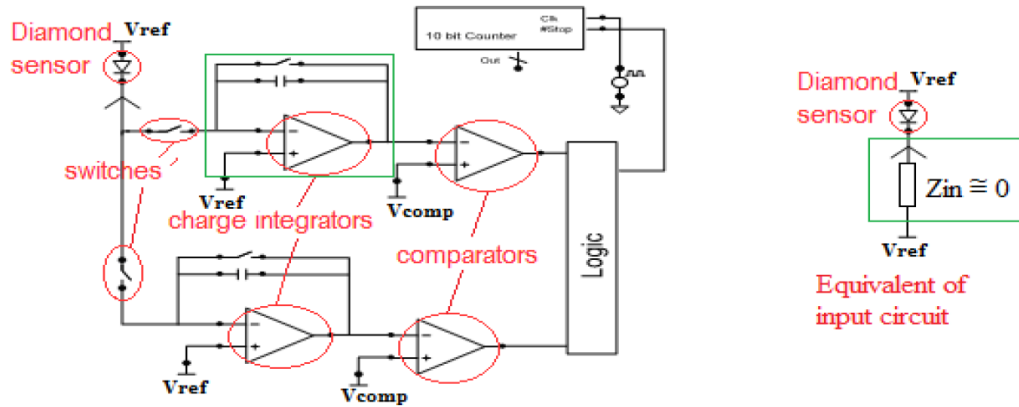 Diamond
sensor
Vref
switches
Vref
charge integrators
Vcomp
comparators
Vref
Vcomp
10 bit Counter
Clk
#Stop
Out
Logic
Diamond
sensor
Vref
Zin ≅ 0
Vref
Equivalent of
input circuit